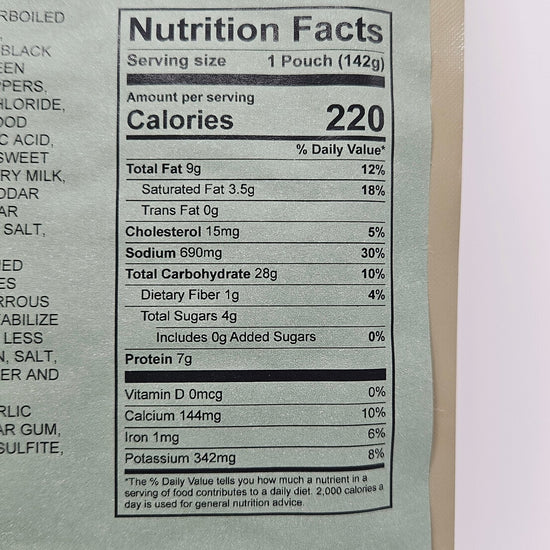 RBOILED
BLACK
EEN
PPERS,
HLORIDE,
OOD
C ACID,
SWEET
RY MILK,
DDAR
AR
SALT,
ED
ES
RROUS
TABILIZE
LESS
N, SALT,
ER AND
RLIC
AR GUM,
SULFITE,
Nutrition Facts
Serving size 1 Pouch (142g)
Amount per serving
Calories 220
% Daily Value*
Total Fat 9g 12%
Saturated Fat 3.5g 18%
Trans Fat 0g
Cholesterol 15mg 5%
Sodium 690mg 30%
Total Carbohydrate 28g 10%
Dietary Fiber 1g 4%
Total Sugars 4g
Includes 0g Added Sugars 0%
Protein 7g
Vitamin D 0mcg 0%
Calcium 144mg 10%
Iron 1mg 6%
Potassium 342mg 8%
*The % Daily Value tells you how much a nutrient in a
serving of food contributes to a daily diet. 2,000 calories a
day is used for general nutrition advice.